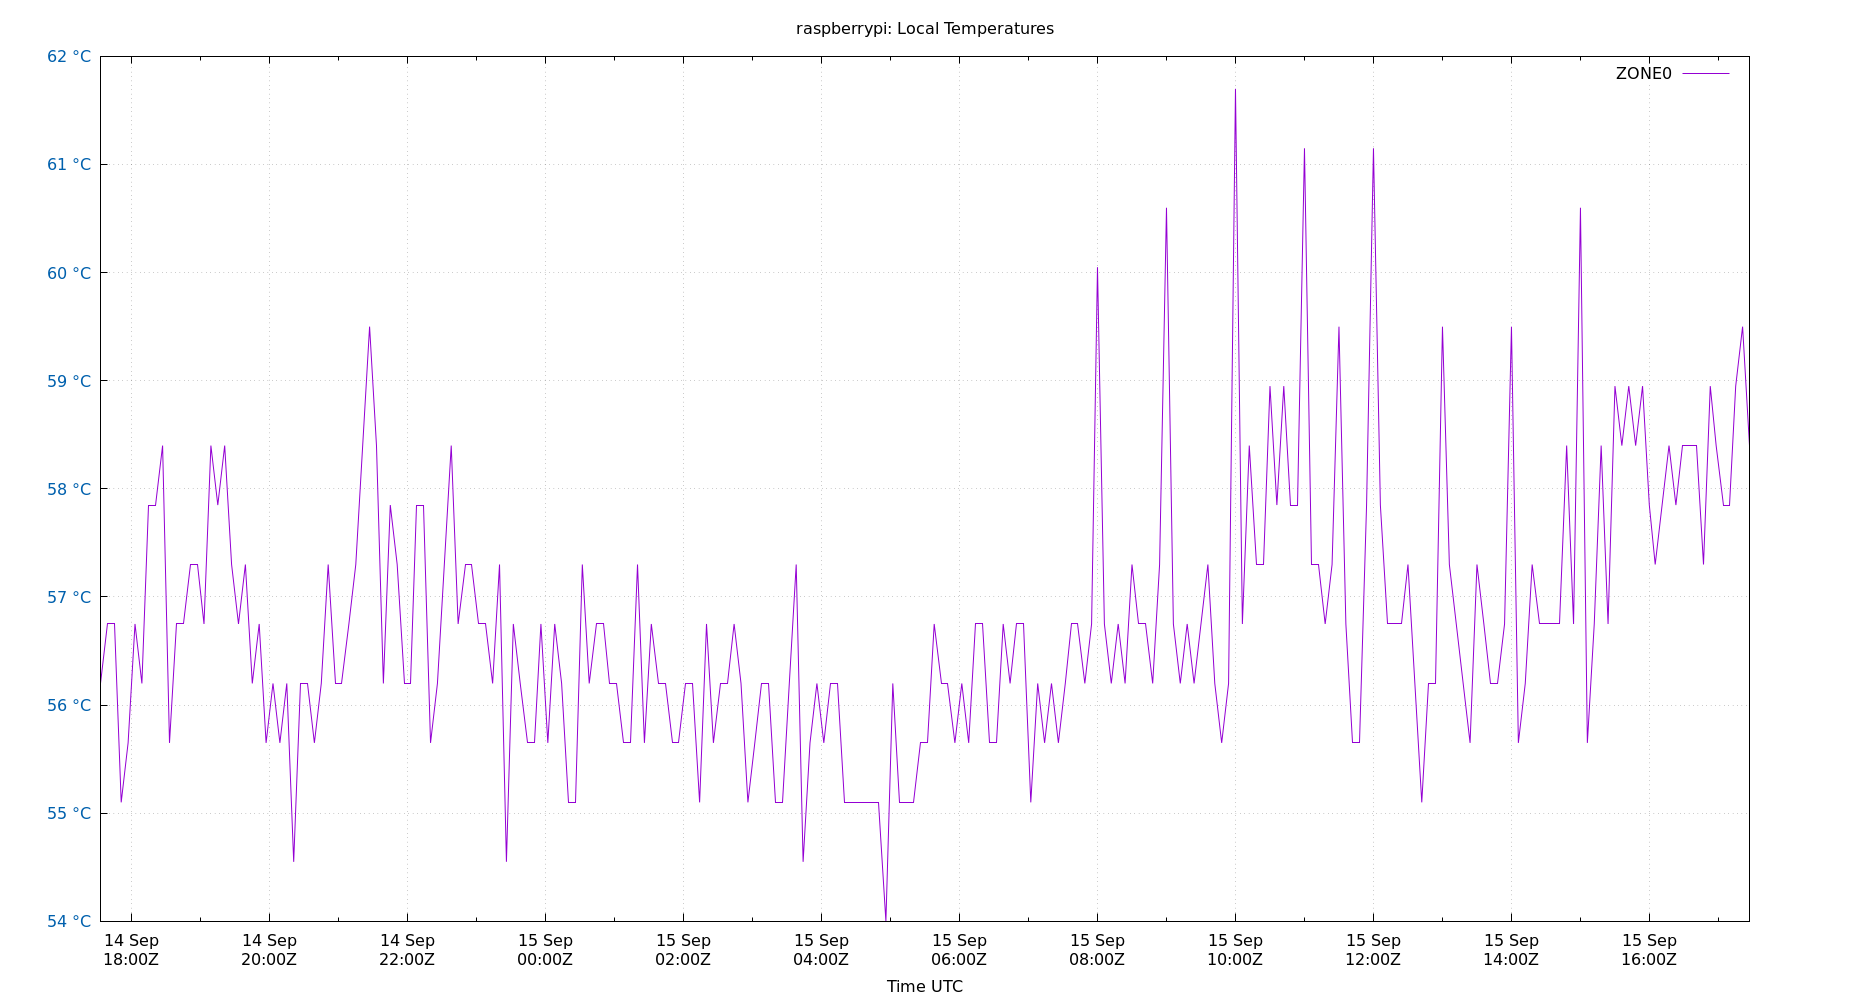 raspberrypi: Local Temperatures
62 °C
ZONE0
61 °C
60 °C
59 °C
58 °C
57 °C
56 °C
55 °C
54 °C
14 Sep 14 Sep 14 Sep 15 Sep 15 Sep 15 Sep 15 Sep 15 Sep 15 Sep 15 Sep 15 Sep 15 Sep
18:00Z 20:00Z 22:00Z 00:00Z 02:00Z 04:00Z 06:00Z 08:00Z 10:00Z 12:00Z 14:00Z 16:00Z
Time UTC